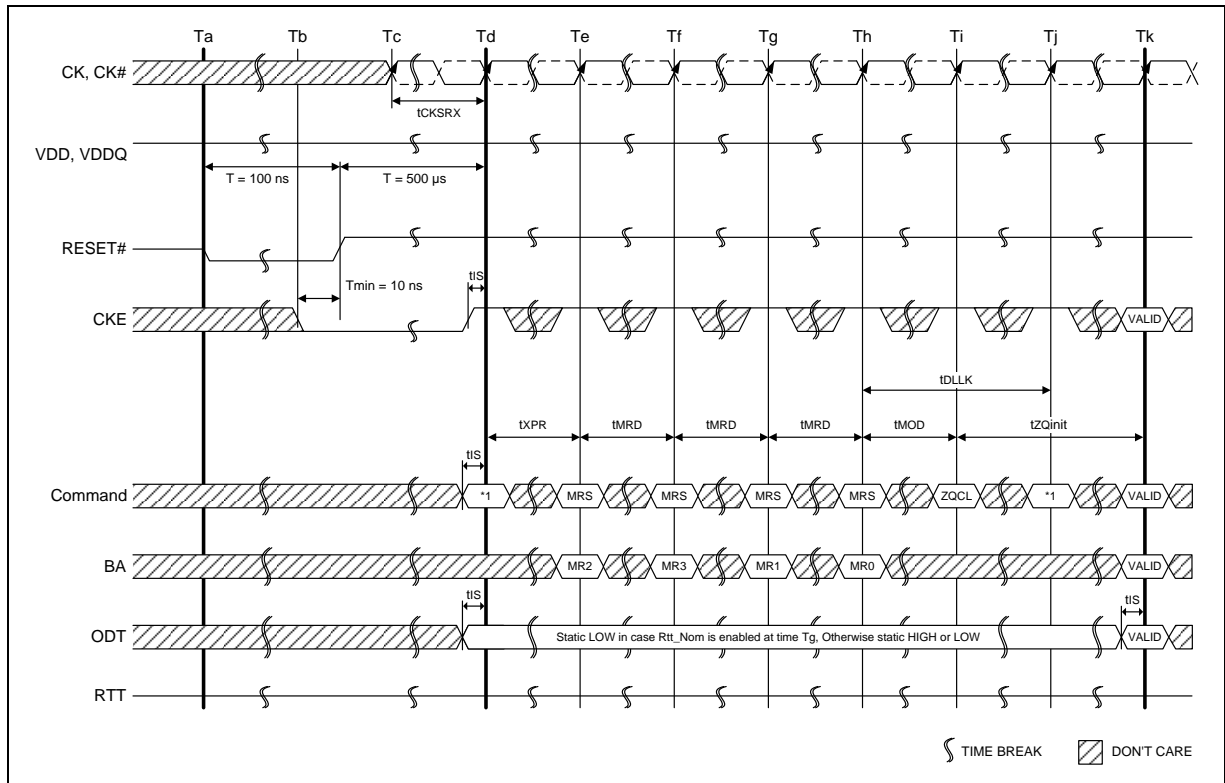 Ta Tb Tc Td Te Tf Tg Th Ti Tj Tk
CK, CK#
tCKSRX
VDD, VDDQ
T = 100 ns T = 500 µs
RESET#
Tmin = 10 ns tIS
CKE VALID
tDLLK
tXPR tMRD tMRD tMRD tMOD tZQinit
tIS
Command *1 MRS MRS MRS MRS ZQCL *1 VALID
BA MR2 MR3 MR1 MR0 VALID
tIS tIS
ODT Static LOW in case Rtt_Nom is enabled at time Tg, Otherwise static HIGH or LOW VALID
RTT
TIME BREAK DON'T CARE